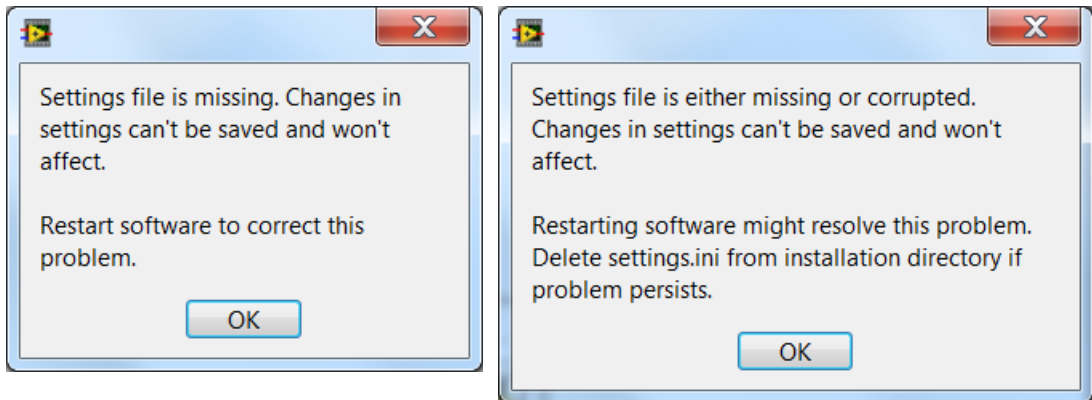 Settings file is missing. Changes in
settings can't be saved and won't
affect.
Restart software to correct this
problem.
OK
Settings file is either missing or corrupted.
Changes in settings can't be saved and won't
affect.
Restarting software might resolve this problem.
Delete settings.ini from installation directory if
problem persists.
OK